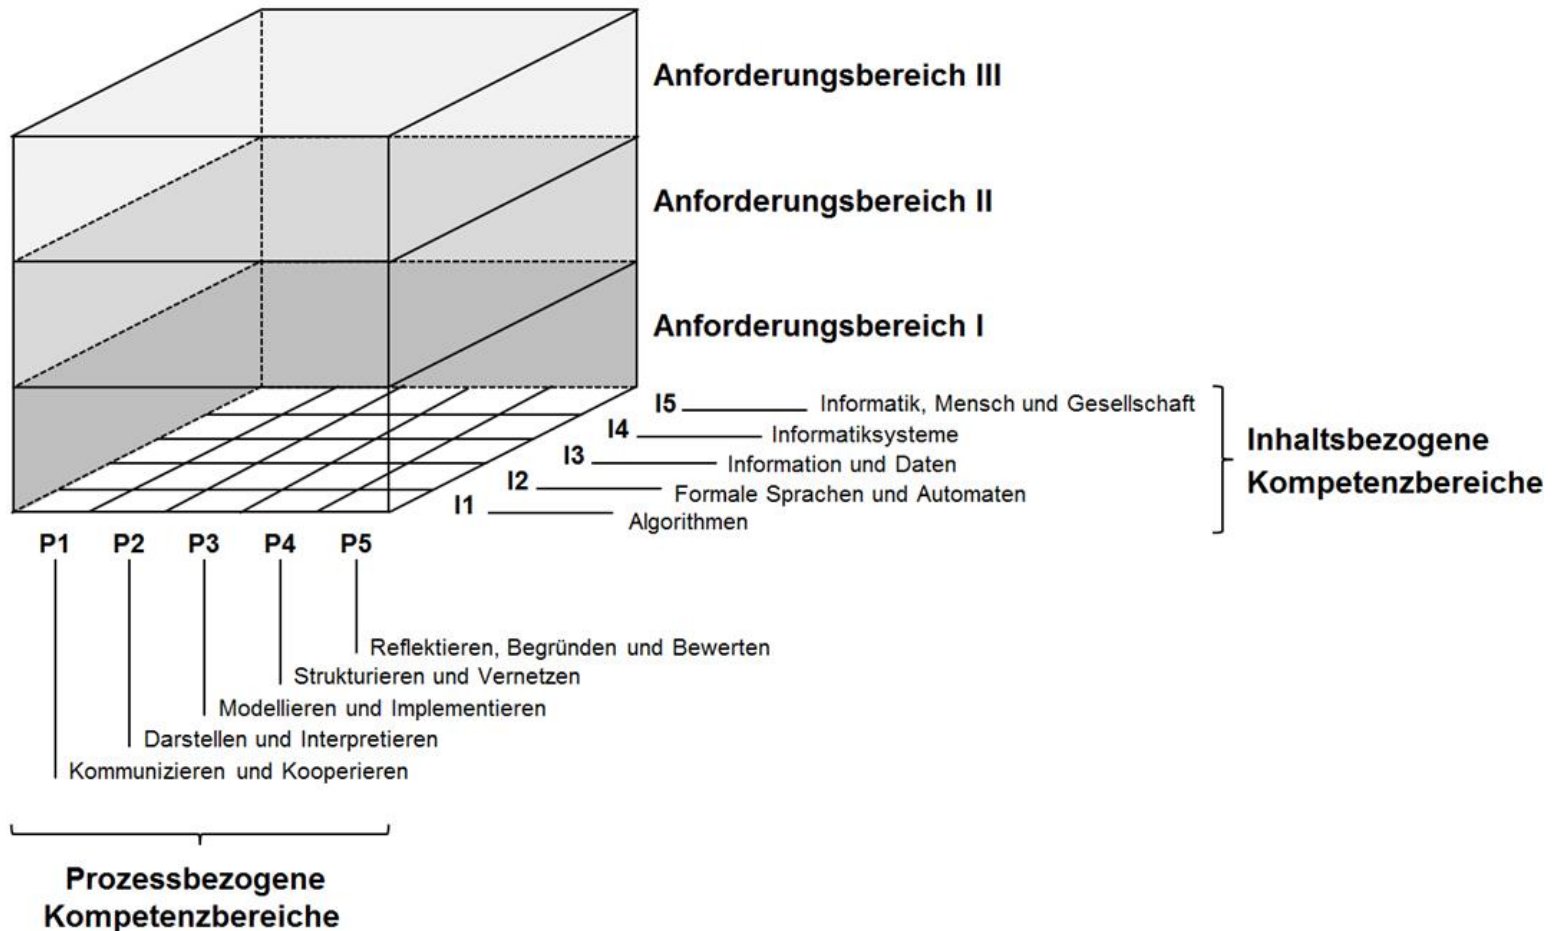 Anforderungsbereich III
Anforderungsbereich II
Anforderungsbereich I
I5 Informatik, Mensch und Gesellschaft
I4 Informatiksysteme
I3 Information und Daten
I2 Formale Sprachen und Automaten
I1 Algorithmen
Inhaltsbezogene
Kompetenzbereiche
P1 P2 P3 P4 P5
Reflektieren, Begründen und Bewerten
Strukturieren und Vernetzen
Modellieren und Implementieren
Darstellen und Interpretieren
Kommunizieren und Kooperieren
Prozessbezogene
Kompetenzbereiche